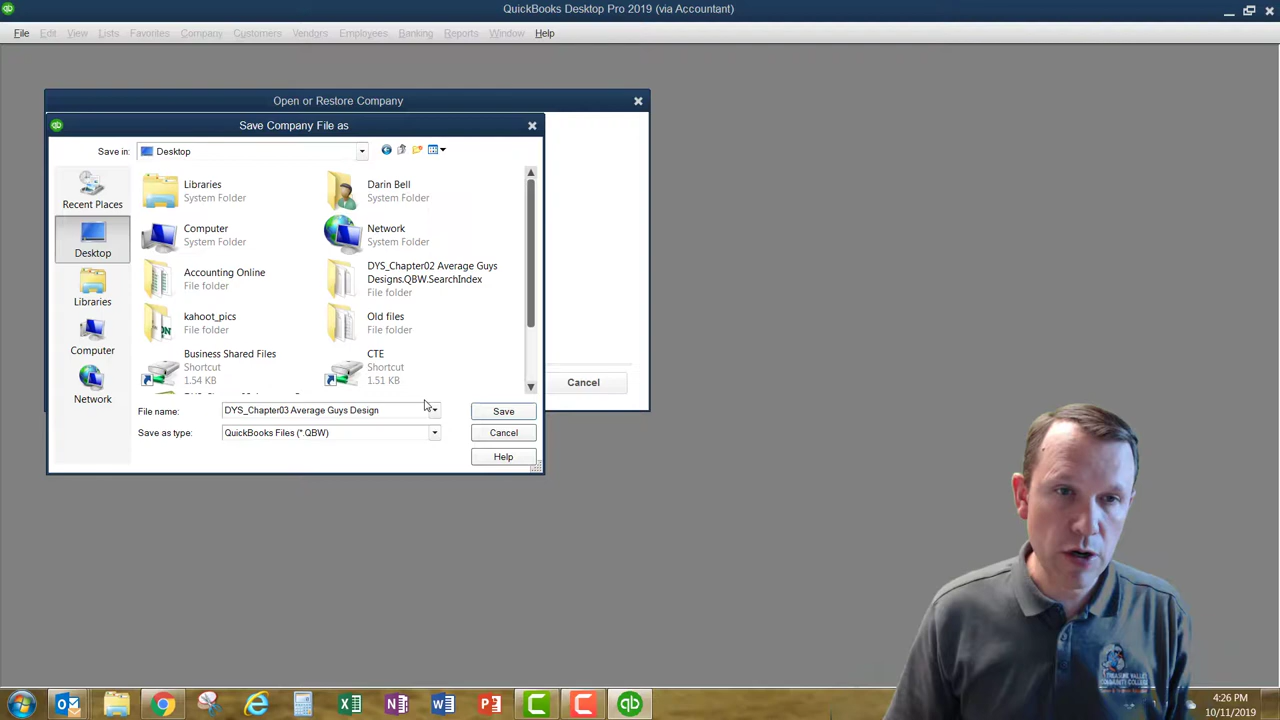 QuickBooks Desktop Pro 2019 (via Accountant)
File Edit View Lists Favorites Company Customers Vendors Employees Banking Reports Window Help
Open or Restore Company
Save Company File as
Save in: Desktop
Recent Places
Desktop
Libraries
Computer
Network
Libraries
System Folder
Darin Bell
System Folder
Computer
System Folder
Network
System Folder
Accounting Online
File folder
DYS_Chapter02 Average Guys
Designs.QBW.SearchIndex
File folder
kahoot_pics
File folder
Old files
File folder
Business Shared Files
Shortcut
1.54 KB
CTE
Shortcut
1.51 KB
File name: DYS_Chapter03 Average Guys Design
Save as type: QuickBooks Files (*.QBW)
Save
Cancel
Help
Cancel
TREASURE VALLEY
COMMUNITY COLLEGE
4:26 PM
10/11/2019